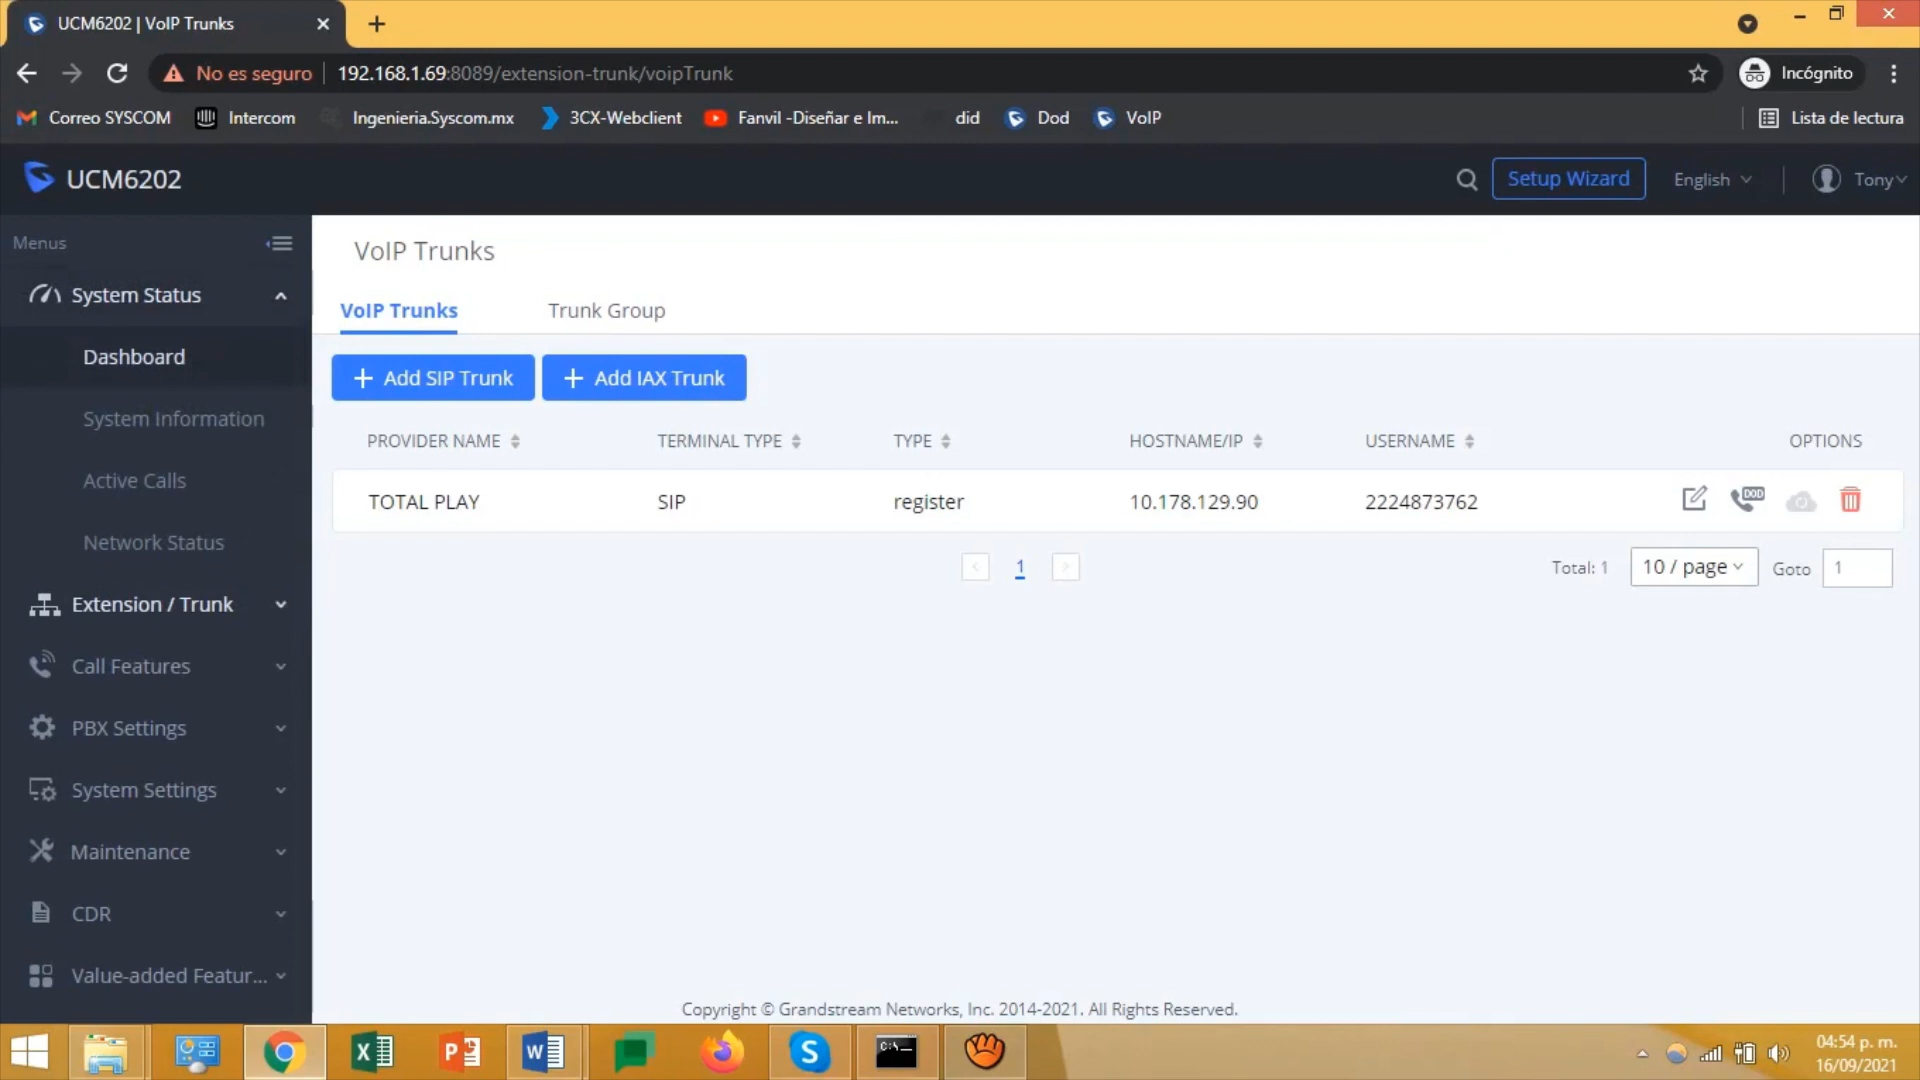 UCM6202 | VoIP Trunks
No es seguro
192.168.1.69:8089/extension-trunk/voipTrunk
Incógnito
Correo SYSCOM
Intercom
Ingenieria.Syscom.mx
3CX-Webclient
Fanvil -Diseñar e Im...
did
Dod
VoIP
Lista de lectura
UCM6202
Setup Wizard
English
Tony
Menus
System Status
Dashboard
System Information
Active Calls
Network Status
Extension / Trunk
Call Features
PBX Settings
System Settings
Maintenance
CDR
Value-added Featur...
VoIP Trunks
VoIP Trunks
Trunk Group
+ Add SIP Trunk
+ Add IAX Trunk
PROVIDER NAME
TERMINAL TYPE
TYPE
HOSTNAME/IP
USERNAME
OPTIONS
TOTAL PLAY
SIP
register
10.178.129.90
2224873762
DOD
< 1 >
Total: 1
10 / page
Goto
1
Copyright © Grandstream Networks, Inc. 2014-2021. All Rights Reserved.
04:54 p. m.
16/09/2021